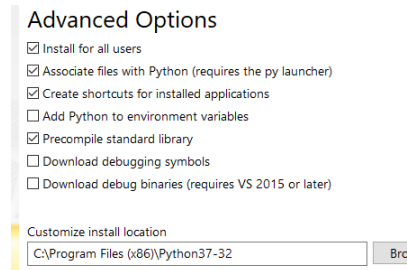 Advanced Options
Install for all users
Associate files with Python (requires the py launcher)
Create shortcuts for installed applications
Add Python to environment variables
Precompile standard library
Download debugging symbols
Download debug binaries (requires VS 2015 or later)
Customize install location
C:\Program Files (x86)\Python37-32
Bro